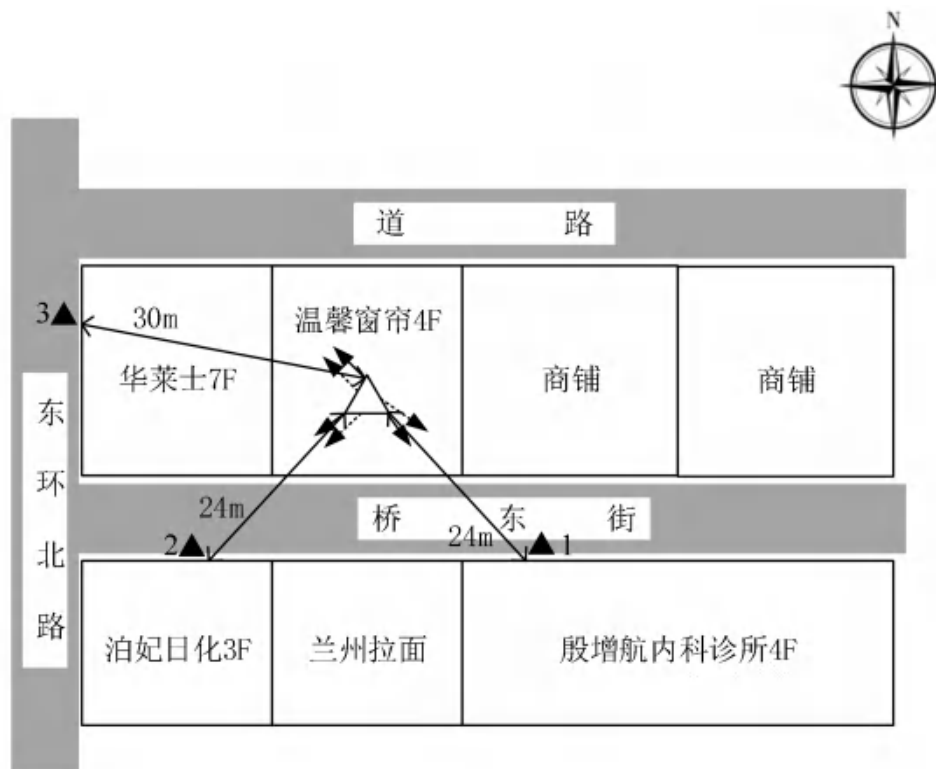 N
道 路
3▲
30m
温馨窗帘4F
华莱士7F
商铺
商铺
东环北路
24m
桥 东 街
2▲
24m
▲1
泊妃日化3F
兰州拉面
殷增航内科诊所4F